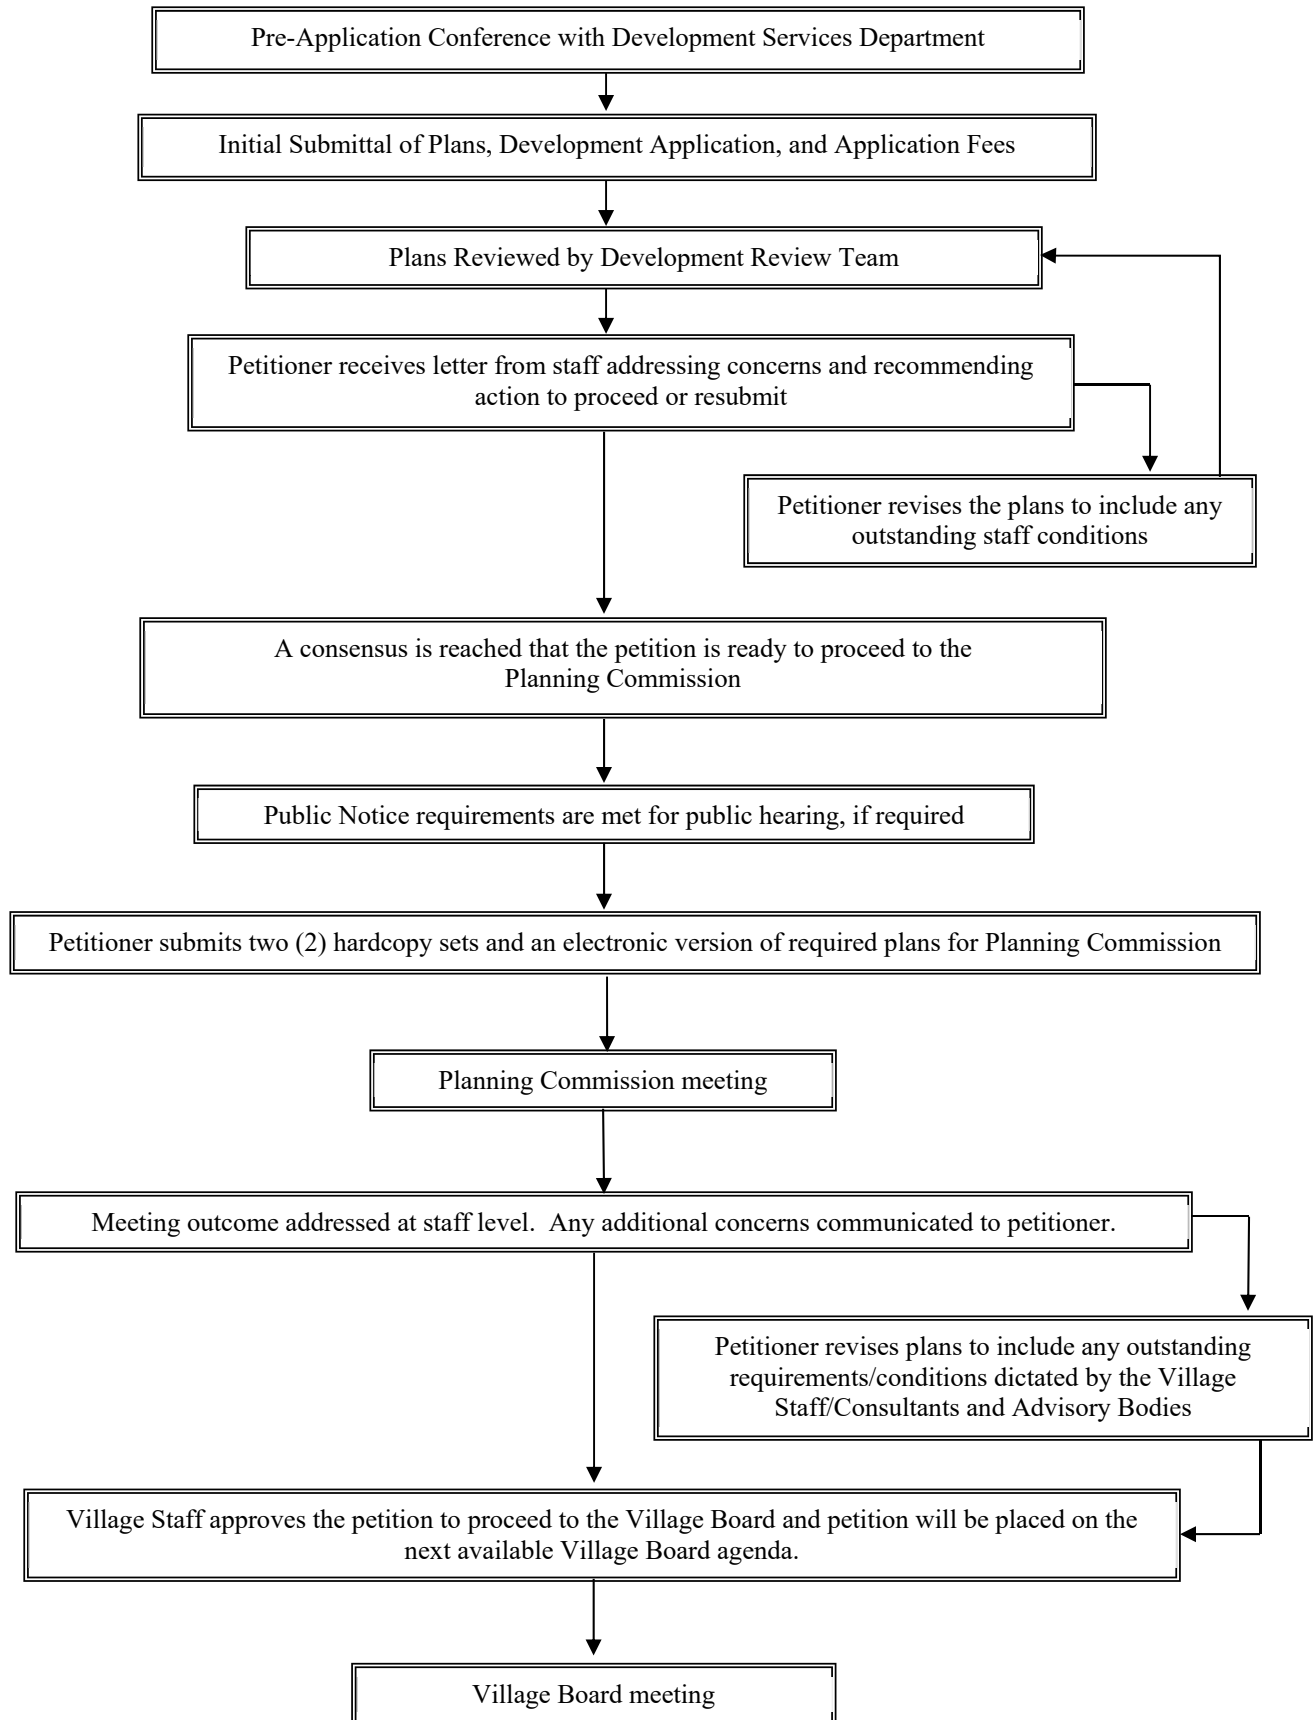 Pre-Application Conference with Development Services Department
Initial Submittal of Plans, Development Application, and Application Fees
Plans Reviewed by Development Review Team
Petitioner receives letter from staff addressing concerns and recommending
action to proceed or resubmit
Petitioner revises the plans to include any
outstanding staff conditions
A consensus is reached that the petition is ready to proceed to the
Planning Commission
Public Notice requirements are met for public hearing, if required
Petitioner submits two (2) hardcopy sets and an electronic version of required plans for Planning Commission
Planning Commission meeting
Meeting outcome addressed at staff level.  Any additional concerns communicated to petitioner.
Petitioner revises plans to include any outstanding
requirements/conditions dictated by the Village
Staff/Consultants and Advisory Bodies
Village Staff approves the petition to proceed to the Village Board and petition will be placed on the
next available Village Board agenda.
Village Board meeting